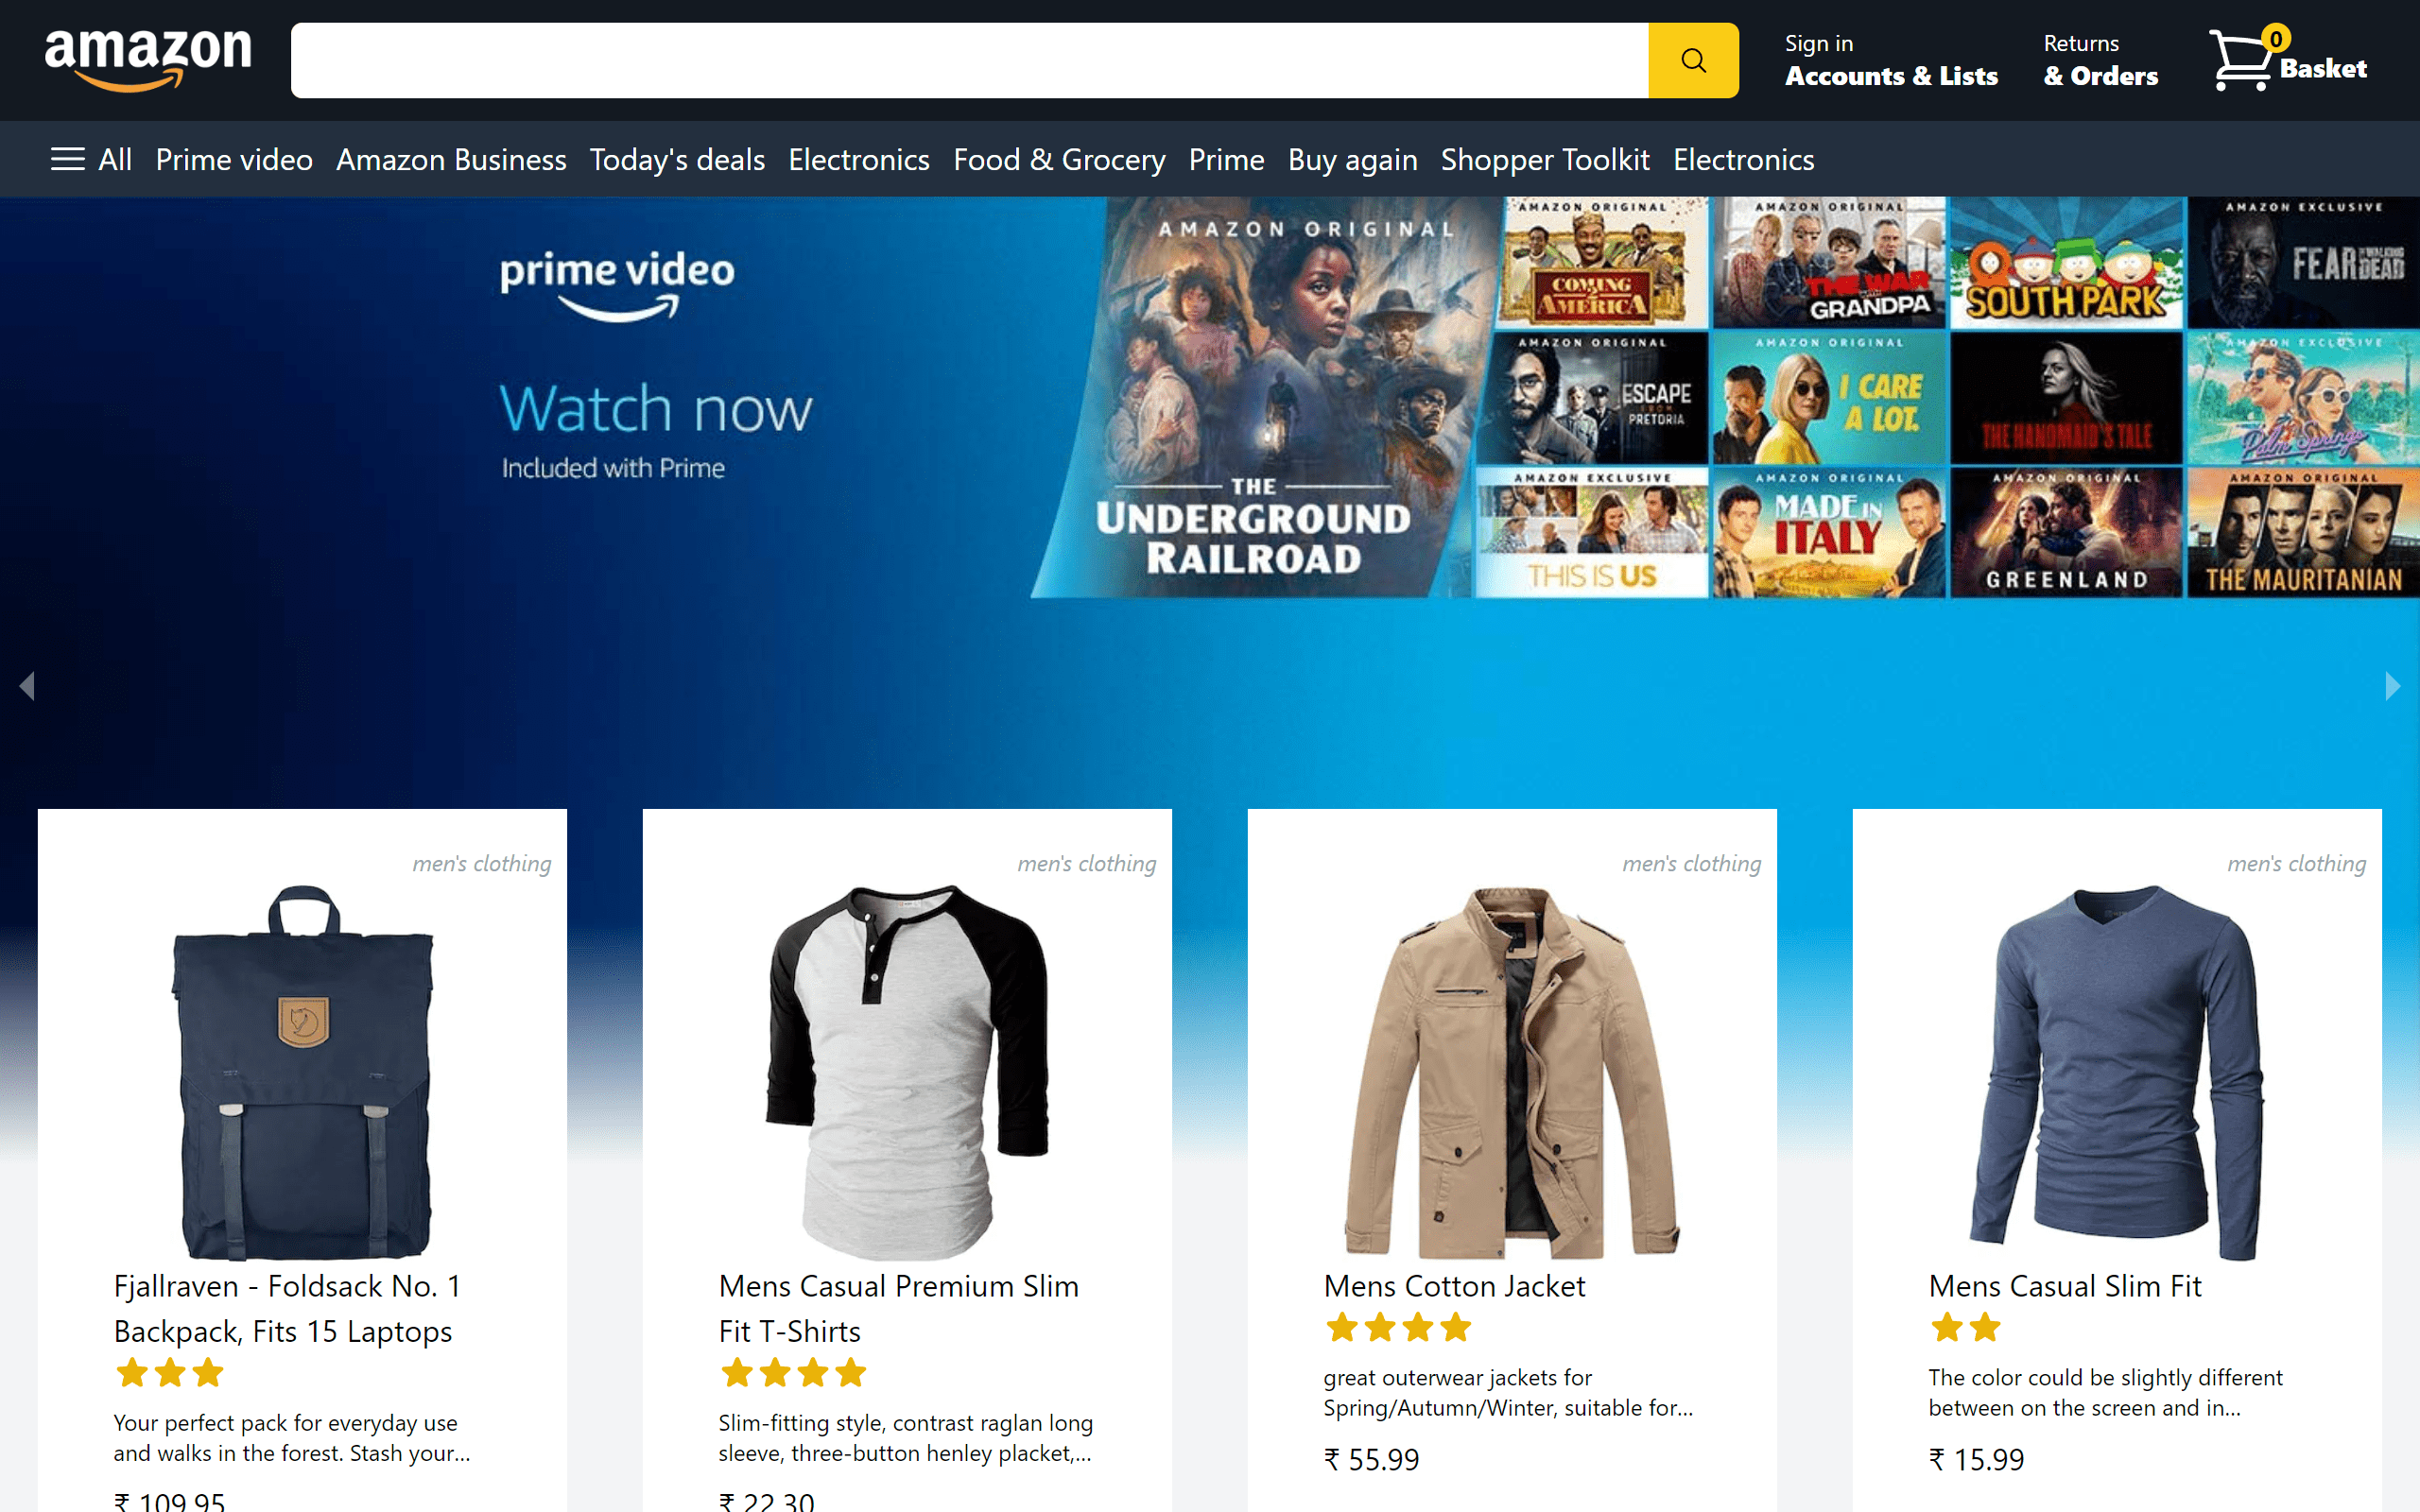 amazon
Sign in
Accounts & Lists
Returns
& Orders
0
Basket
All Prime video Amazon Business Today's deals Electronics Food & Grocery Prime Buy again Shopper Toolkit Electronics
prime video
Watch now
Included with Prime
AMAZON ORIGINAL
THE
UNDERGROUND
RAILROAD
AMAZON ORIGINAL
COMING
2
AMERICA
AMAZON ORIGINAL
THE WAR
WITH
GRANDPA
SOUTH PARK
AMAZON EXCLUSIVE
FEAR THE WALKING DEAD
AMAZON ORIGINAL
ESCAPE
FROM
PRETORIA
AMAZON ORIGINAL
I CARE
A LOT.
THE HANDMAID'S TALE
AMAZON EXCLUSIVE
Palm Springs
AMAZON EXCLUSIVE
THIS IS US
AMAZON ORIGINAL
MADE IN
ITALY
AMAZON ORIGINAL
GREENLAND
AMAZON ORIGINAL
THE MAURITANIAN
men's clothing
Fjallraven - Foldsack No. 1
Backpack, Fits 15 Laptops
Your perfect pack for everyday use
and walks in the forest. Stash your...
₹ 109.95
men's clothing
Mens Casual Premium Slim
Fit T-Shirts
Slim-fitting style, contrast raglan long
sleeve, three-button henley placket,...
₹ 22.30
men's clothing
Mens Cotton Jacket
great outerwear jackets for
Spring/Autumn/Winter, suitable for...
₹ 55.99
men's clothing
Mens Casual Slim Fit
The color could be slightly different
between on the screen and in...
₹ 15.99